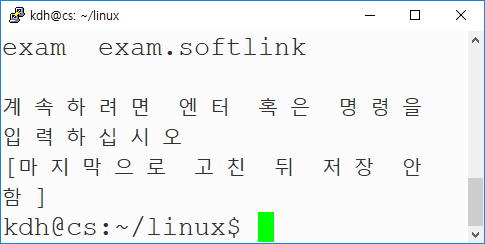 kdh@cs: ~/linux
exam  exam.softlink
계속하려면 엔터 혹은 명령을
입력하십시오
[마지막으로 고친 뒤 저장 안
함]
kdh@cs:~/linux$